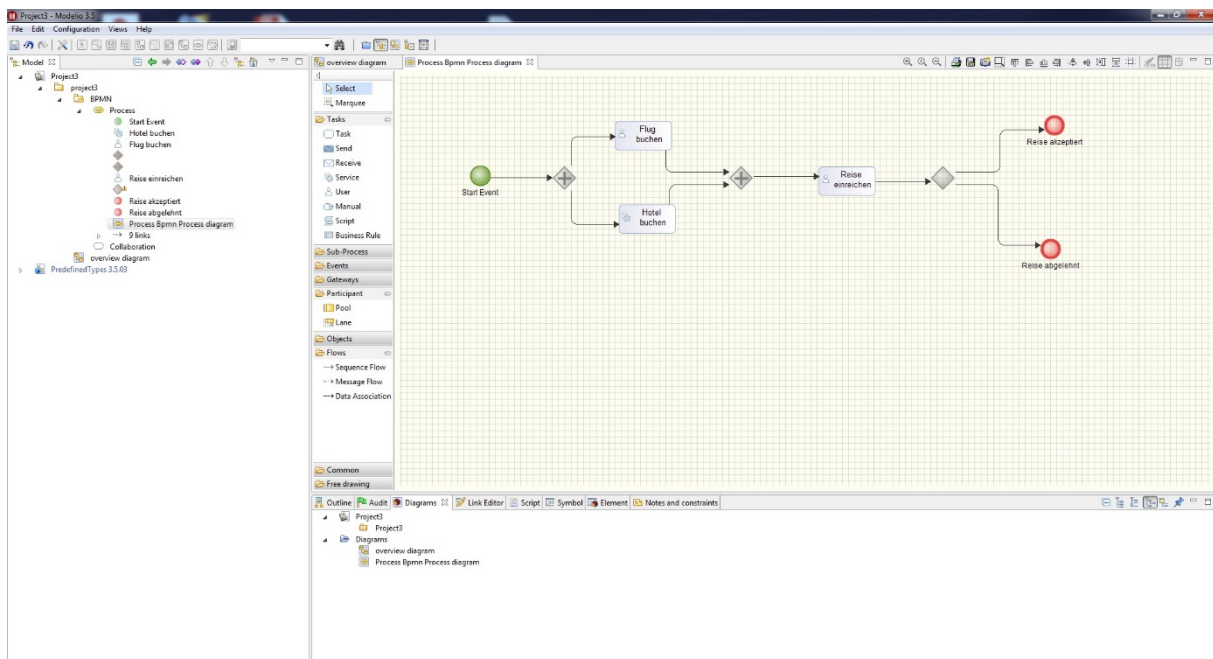 Project3 - Modelio 3.5
File Edit Configuration Views Help
Model
Project3
project3
BPMN
Process
Start Event
Hotel buchen
Flug buchen
Reise einreichen
Reise akzeptiert
Reise abgelehnt
Process Bpmn Process diagram
9 links
Collaboration
overview diagram
PredefinedTypes 3.5.03
overview diagram
Process Bpmn Process diagram
Select
Marquee
Tasks
Task
Send
Receive
Service
User
Manual
Script
Business Rule
Sub-Process
Events
Gateways
Participant
Pool
Lane
Objects
Flows
Sequence Flow
Message Flow
Data Association
Common
Free drawing
Start Event
Flug
buchen
Hotel
buchen
Reise
einreichen
Reise akzeptiert
Reise abgelehnt
Outline Audit Diagrams Link Editor Script Symbol Element Notes and constraints
Project3
Project3
Diagrams
overview diagram
Process Bpmn Process diagram